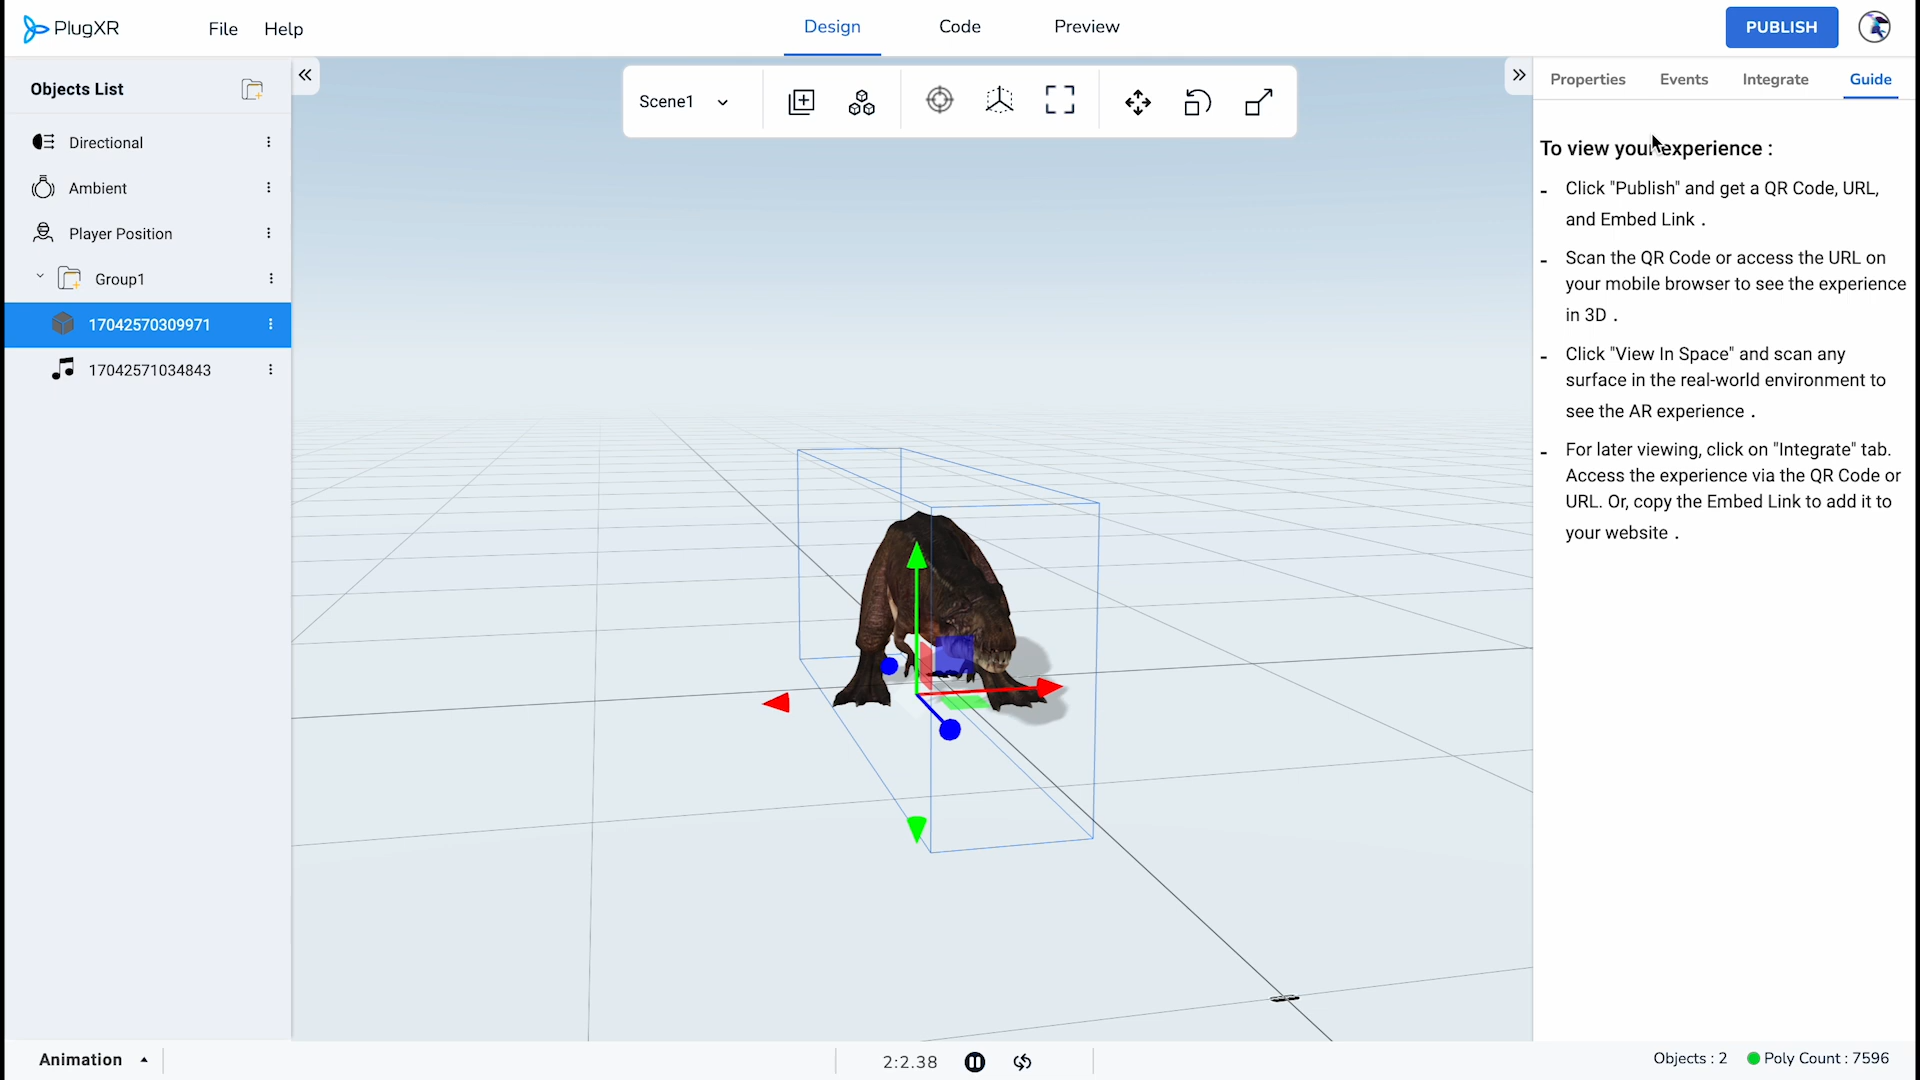 PlugXR
File
Help
Design
Code
Preview
PUBLISH
Objects List
Scene1
Properties
Events
Integrate
Guide
Directional
Ambient
Player Position
Group1
17042570309971
17042571034843
To view your experience :
- Click "Publish" and get a QR Code, URL,
and Embed Link .
- Scan the QR Code or access the URL on
your mobile browser to see the experience
in 3D .
- Click "View In Space" and scan any
surface in the real-world environment to
see the AR experience .
- For later viewing, click on "Integrate" tab.
Access the experience via the QR Code or
URL. Or, copy the Embed Link to add it to
your website .
Animation
2:2.38
Objects : 2
Poly Count : 7596